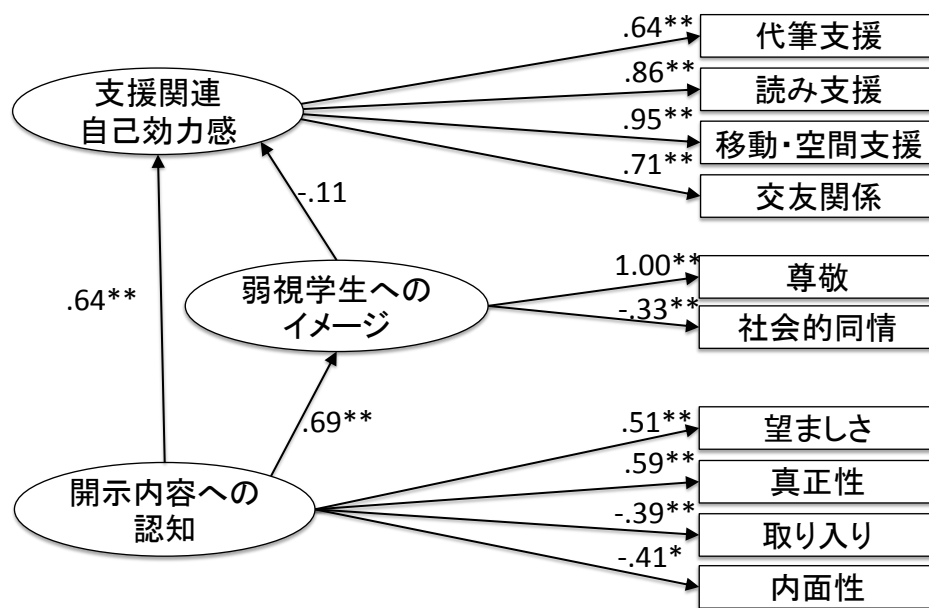 .64**
代筆支援
支援関連
自己効力感
.86**
読み支援
.95**
移動・空間支援
.71**
交友関係
-.11
.64**
弱視学生への
イメージ
1.00**
尊敬
-.33**
社会的同情
.69**
.51**
望ましさ
開示内容への
認知
.59**
真正性
-.39**
取り入り
-.41*
内面性